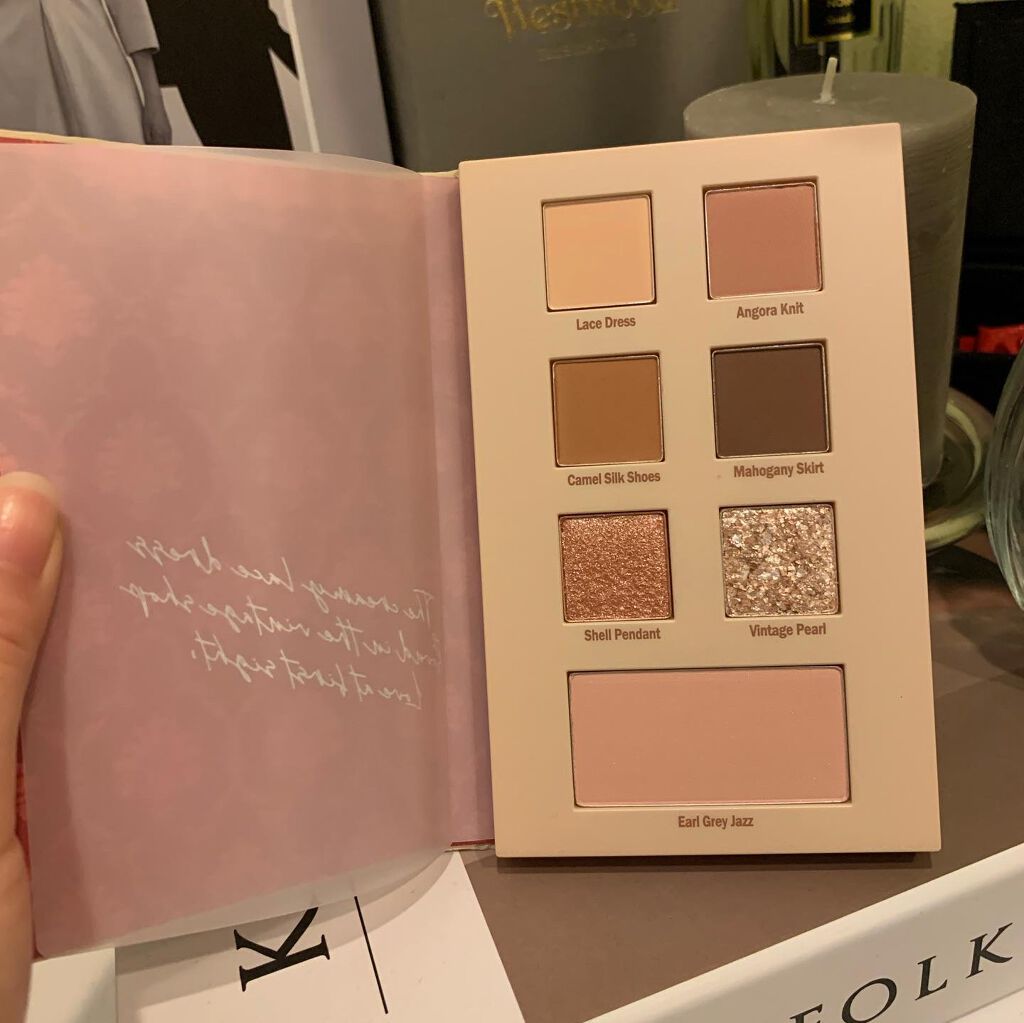 Westwood
Lace Dress
Angora Knit
Camel Silk Shoes
Mahogany Skirt
Shell Pendant
Vintage Pearl
Earl Grey Jazz
The creamy lace dress
in the vintage shop
Love at first sight,
K
FOLK